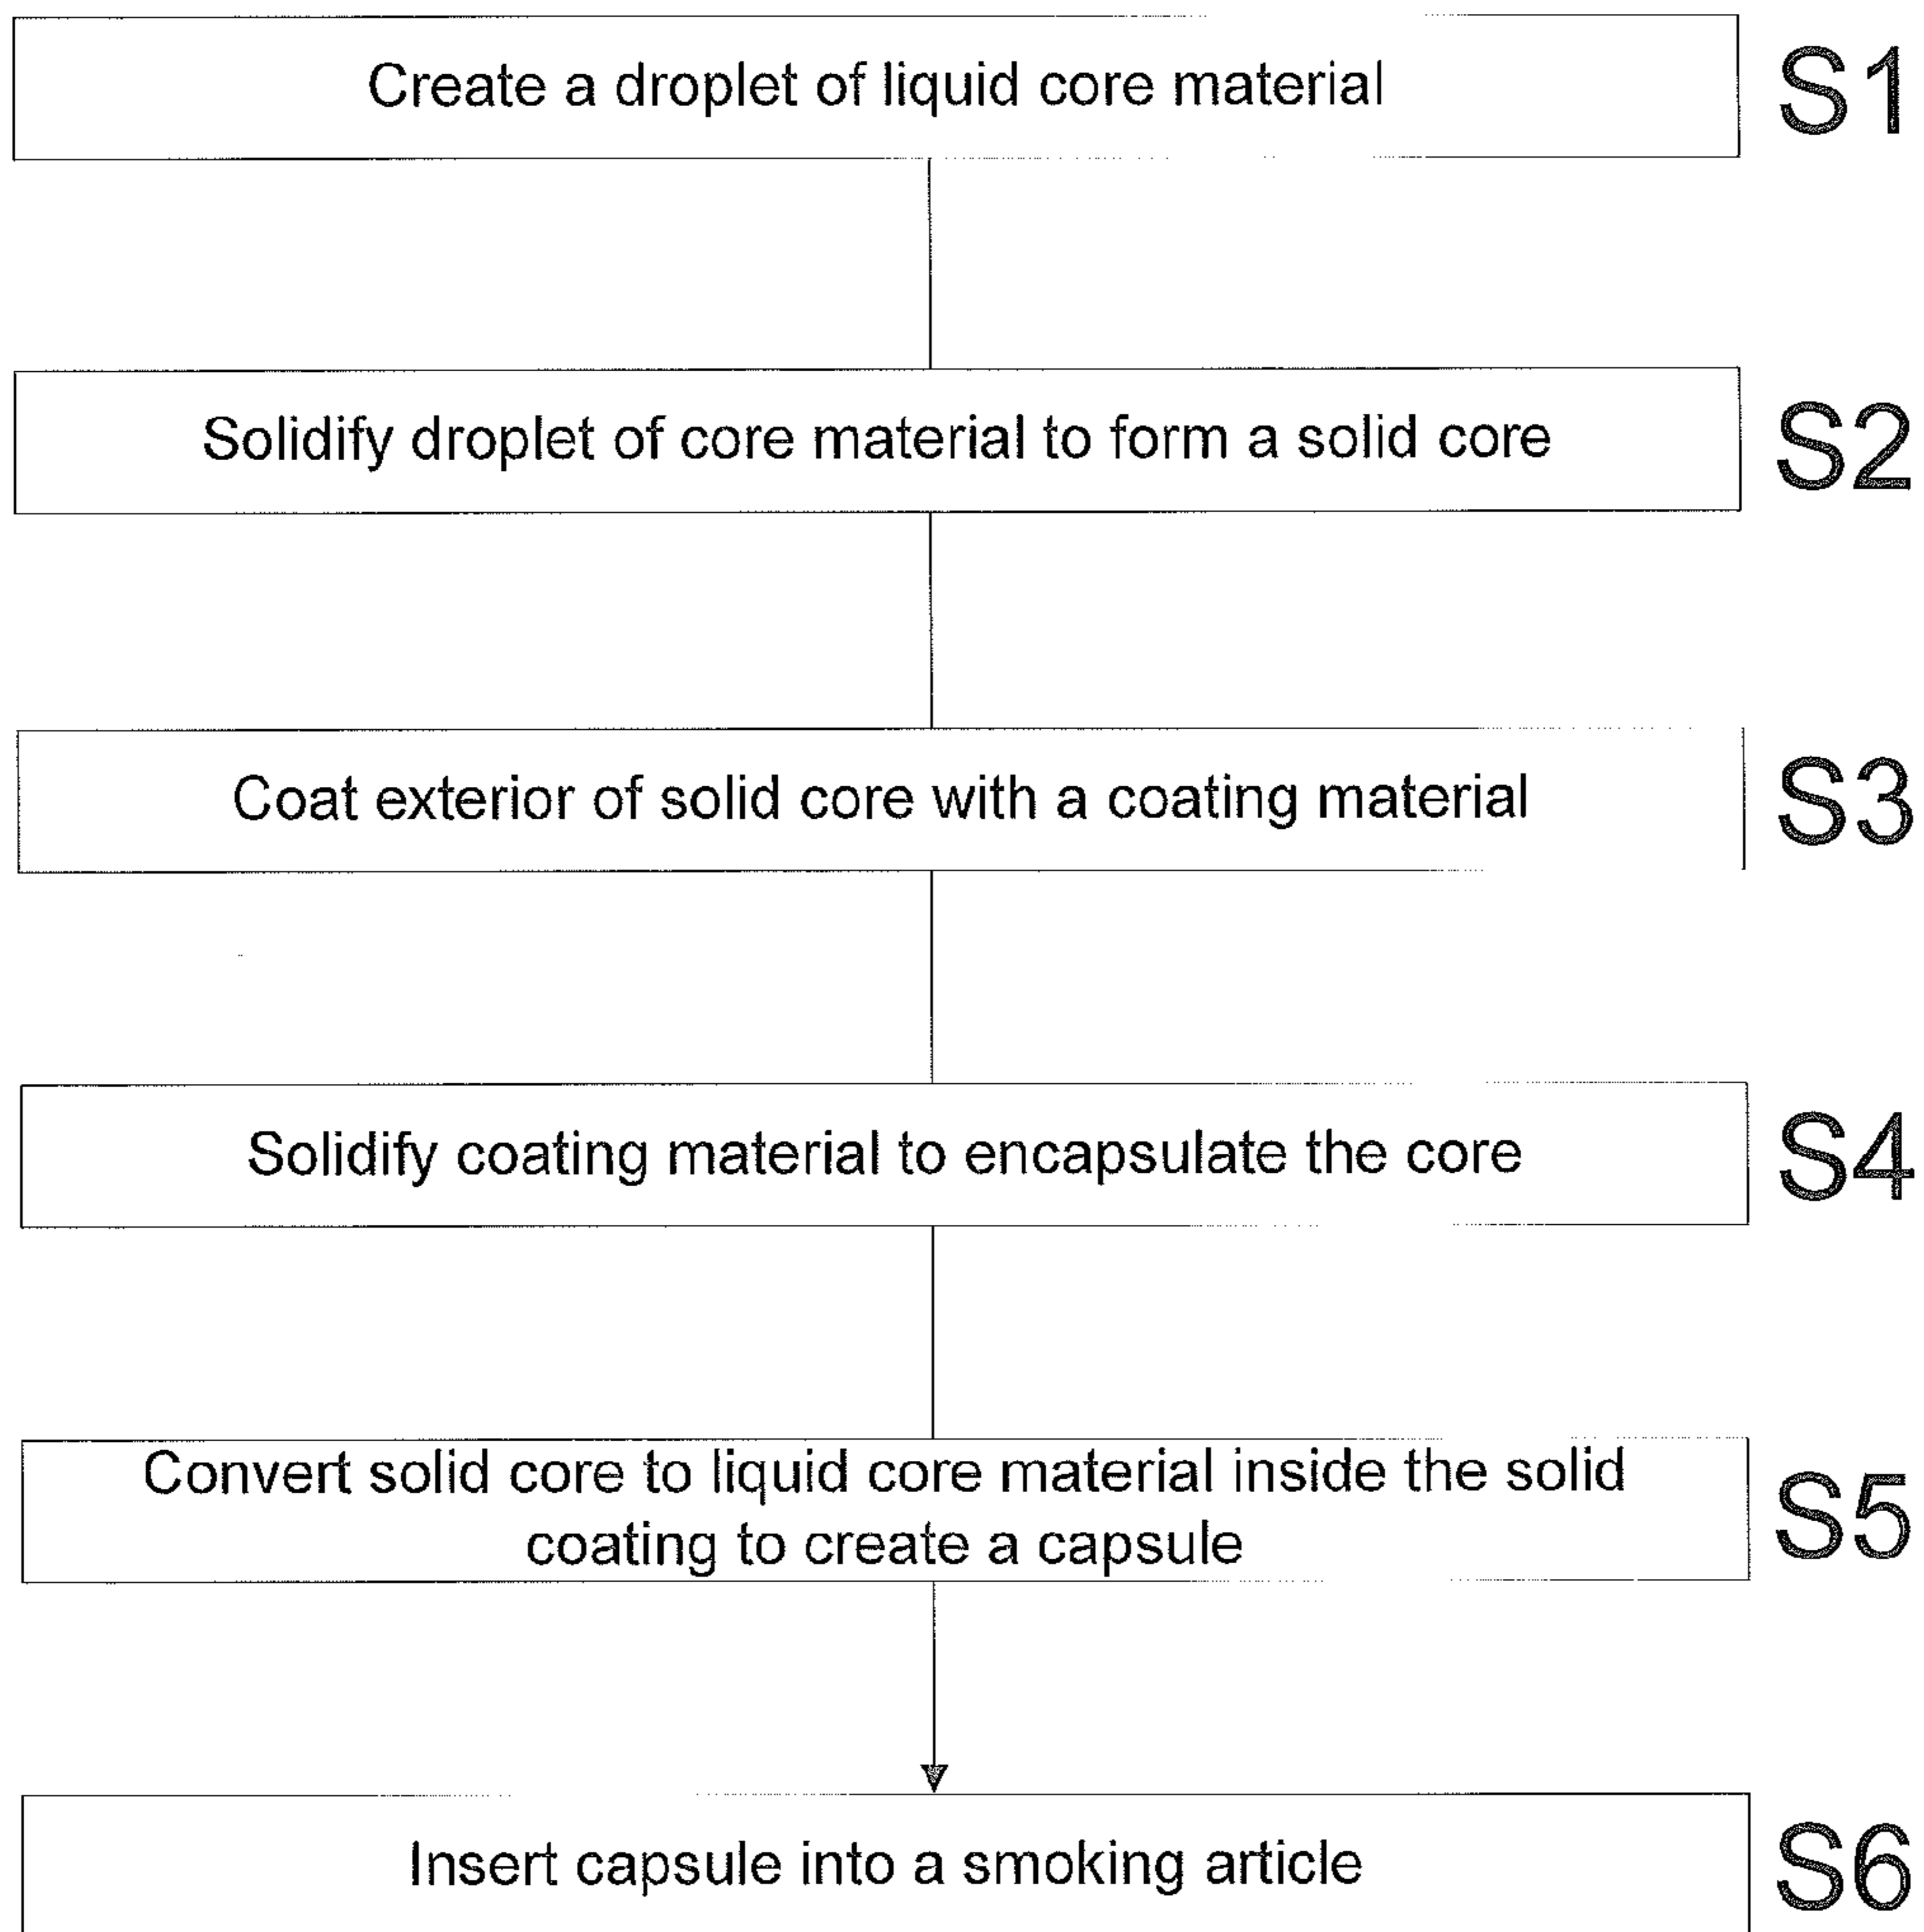 Create a droplet of liquid core material S1
Solidify droplet of core material to form a solid core S2
Coat exterior of solid core with a coating material S3
Solidify coating material to encapsulate the core S4
Convert solid core to liquid core material inside the solid
coating to create a capsule S5
Insert capsule into a smoking article S6